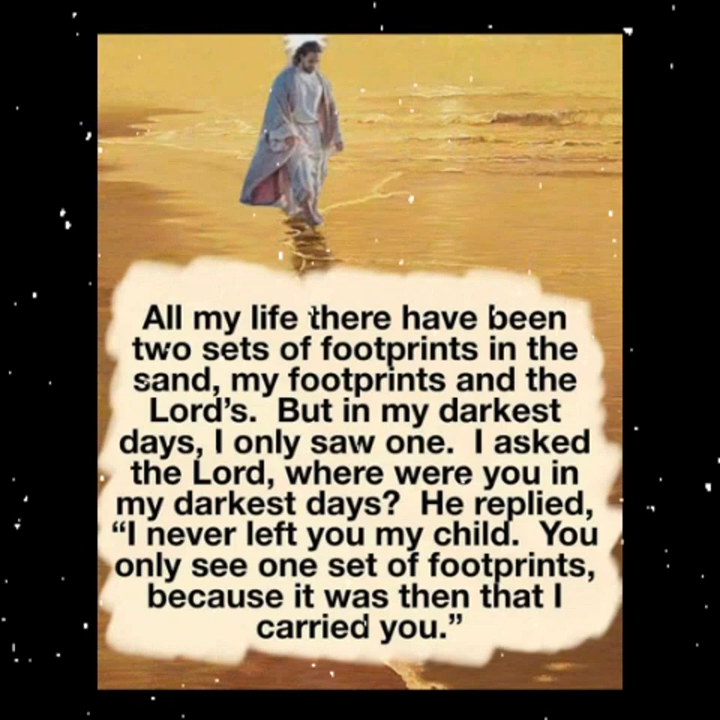 All my life there have been
two sets of footprints in the
sand, my footprints and the
Lord's.  But in my darkest
days, I only saw one.  I asked
the Lord, where were you in
my darkest days?  He replied,
“I never left you my child.  You
only see one set of footprints,
because it was then that I
carried you.”